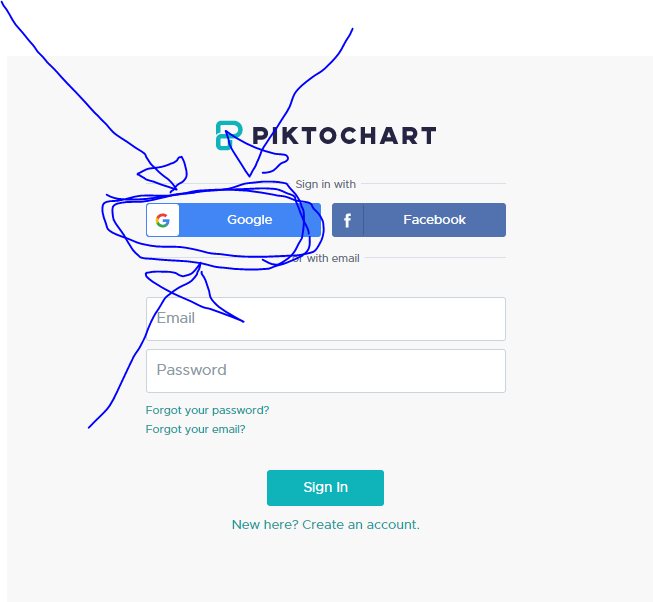 PIKTOCHART
Sign in with
Google Facebook
or with email
Email
Password
Forgot your password?
Forgot your email?
Sign In
New here? Create an account.